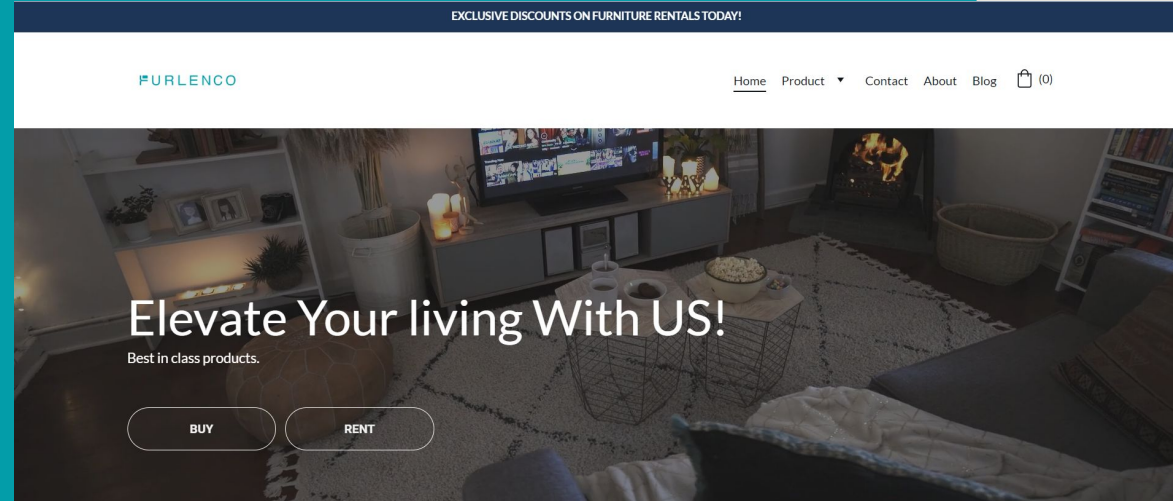 EXCLUSIVE DISCOUNTS ON FURNITURE RENTALS TODAY!
FURLENCO
Home Product Contact About Blog (0)
Elevate Your living With US!
Best in class products.
BUY RENT